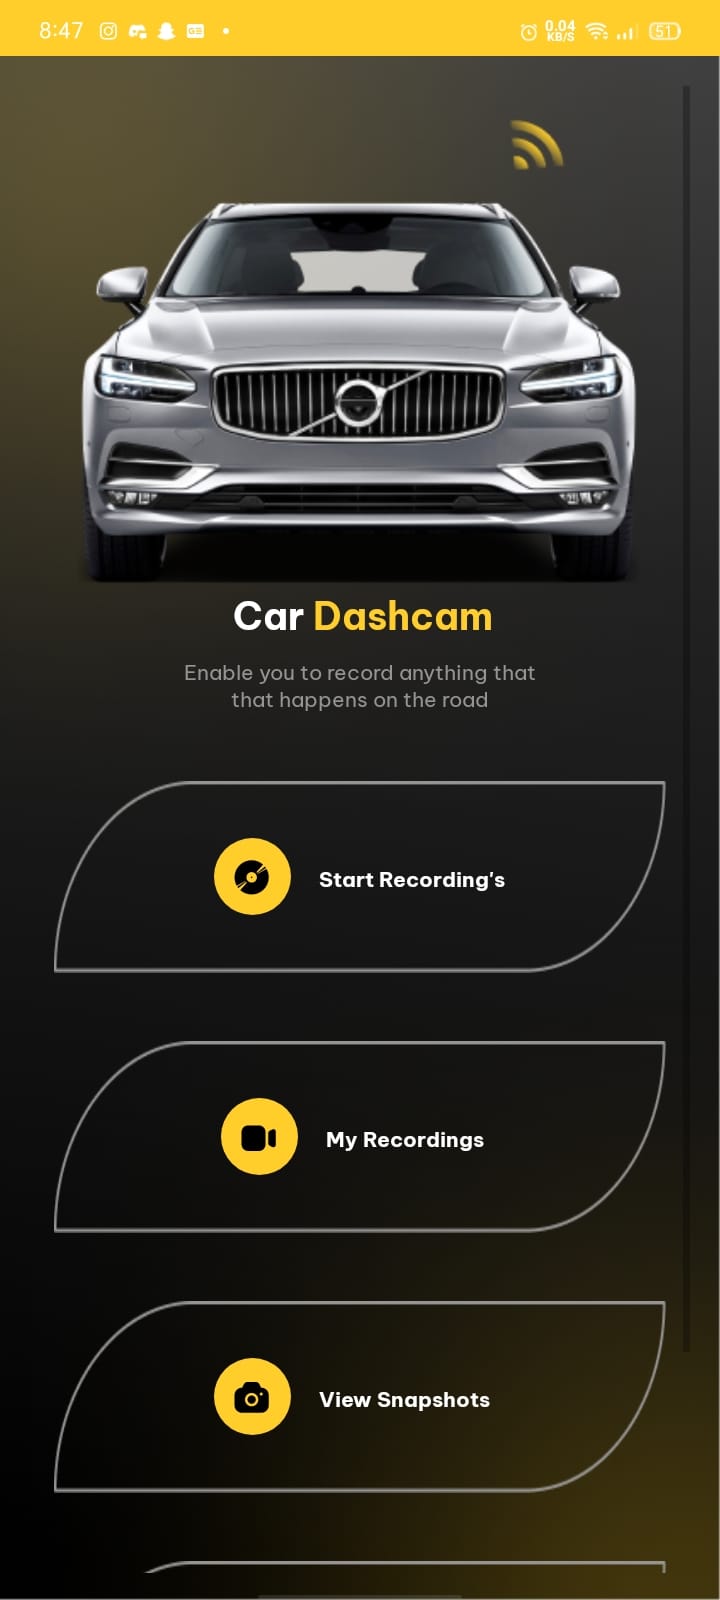 8:47
0.04
KB/S
51
Car Dashcam
Enable you to record anything that
that happens on the road
Start Recording's
My Recordings
View Snapshots